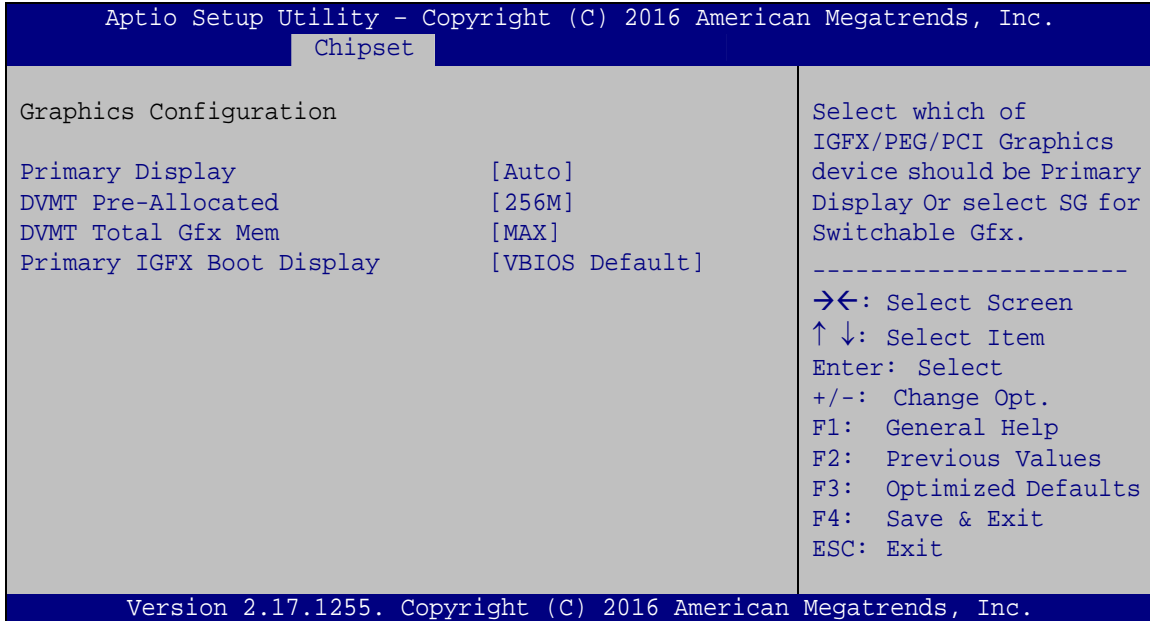 Aptio Setup Utility – Copyright (C) 2016 American Megatrends, Inc.
Chipset
Graphics Configuration
Primary Display [Auto]
DVMT Pre-Allocated [256M]
DVMT Total Gfx Mem [MAX]
Primary IGFX Boot Display [VBIOS Default]
Select which of
IGFX/PEG/PCI Graphics
device should be Primary
Display Or select SG for
Switchable Gfx.
----------------------
→←: Select Screen
↑ ↓: Select Item
Enter: Select
+/-: Change Opt.
F1: General Help
F2: Previous Values
F3: Optimized Defaults
F4: Save & Exit
ESC: Exit
Version 2.17.1255. Copyright (C) 2016 American Megatrends, Inc.